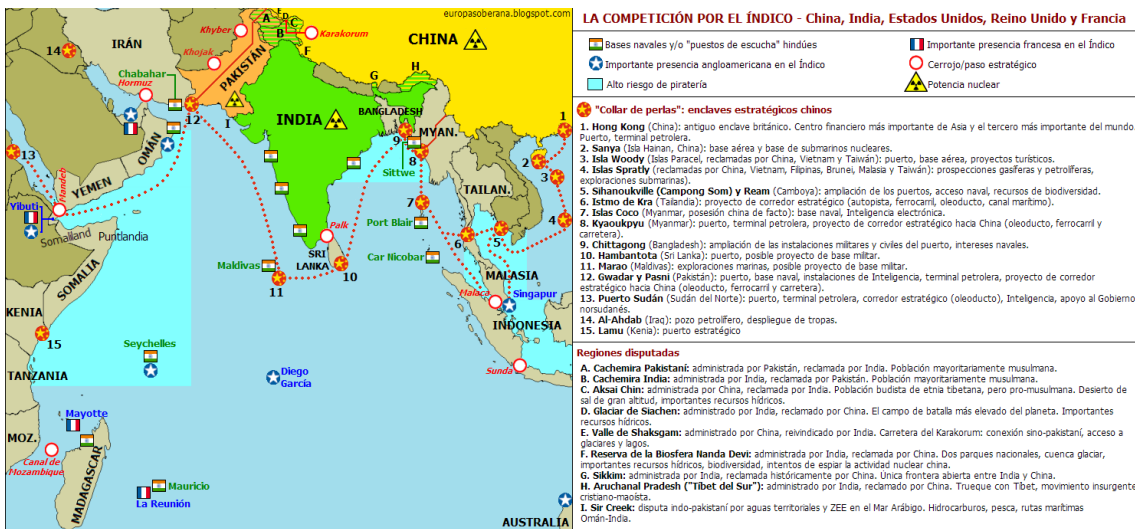 europasoberana.blogspot.com
14
IRÁN
Khyber
Khojak
PAKISTÁN
A
E
D
C
B
Karakorum
F
CHINA
Chabahar
Hormuz
12
I
INDIA
G
H
BANGLADESH
MYAN.
9
8
Sittwe
1
2
3
4
OMÁN
13
YEMEN
Mandeb
Yibuti
Somaliland
Puntlandia
SOMALIA
TAILAN.
Port Blair
7
6
5
Palk
SRI
LANKA
10
Maldivas
11
Car Nicobar
MALASIA
Malaca
Singapur
INDONESIA
Sunda
KENIA
15
TANZANIA
Seychelles
Diego
García
Mayotte
MOZ.
Canal de
Mozambique
MADAGASCAR
Mauricio
La Reunión
AUSTRALIA
LA COMPETICIÓN POR EL ÍNDICO - China, India, Estados Unidos, Reino Unido y Francia
Bases navales y/o "puestos de escucha" hindúes
Importante presencia francesa en el Índico
Importante presencia angloamericana en el Índico
Cerrojo/paso estratégico
Alto riesgo de piratería
Potencia nuclear
"Collar de perlas": enclaves estratégicos chinos
1. Hong Kong (China): antiguo enclave británico. Centro financiero más importante de Asia y el tercero más importante del mundo.
Puerto, terminal petrolera.
2. Sanya (Isla Hainan, China): base aérea y base de submarinos nucleares.
3. Isla Woody (Islas Paracel, reclamadas por China, Vietnam y Taiwán): puerto, base aérea, proyectos turísticos.
4. Islas Spratly (reclamadas por China, Vietnam, Filipinas, Brunei, Malasia y Taiwán): prospecciones gasíferas y petrolíferas,
exploraciones submarinas).
5. Sihanoukville (Campong Som) y Ream (Camboya): ampliación de los puertos, acceso naval, recursos de biodiversidad.
6. Istmo de Kra (Tailandia): proyecto de corredor estratégico (autopista, ferrocarril, oleoducto, canal marítimo).
7. Islas Coco (Myanmar, posesión china de facto): base naval, Inteligencia electrónica.
8. Kyaoukpyu (Myanmar): puerto, terminal petrolera, proyecto de corredor estratégico hacia China (oleoducto, ferrocarril y
carretera).
9. Chittagong (Bangladesh): ampliación de las instalaciones militares y civiles del puerto, intereses navales.
10. Hambantota (Sri Lanka): puerto, posible proyecto de base militar.
11. Marao (Maldivas): exploraciones marinas, posible proyecto de base militar.
12. Gwadar y Pasni (Pakistán): puerto, base naval, instalaciones de Inteligencia, terminal petrolera, proyecto de corredor
estratégico hacia China (oleoducto, ferrocarril y carretera).
13. Puerto Sudán (Sudán del Norte): puerto, terminal petrolera, corredor estratégico (oleoducto), Inteligencia, apoyo al Gobierno
norsudanés.
14. Al-Ahdab (Iraq): pozo petrolífero, despliegue de tropas.
15. Lamu (Kenia): puerto estratégico
Regiones disputadas
A. Cachemira Pakistaní: administrada por Pakistán, reclamada por India. Población mayoritariamente musulmana.
B. Cachemira India: administrada por India, reclamada por Pakistán. Población mayoritariamente musulmana.
C. Aksai Chin: administrado por China, reclamada por India. Población budista de etnia tibetana, pero pro-musulmana. Desierto de
sal de gran altitud, importantes recursos hídricos.
D. Glaciar de Siachen: administrado por India, reclamado por China. El campo de batalla más elevado del planeta. Importantes
recursos hídricos.
E. Valle de Shaksgam: administrado por China, reivindicado por India. Carretera del Karakorum: conexión sino-pakistaní, acceso a
glaciares y lagos.
F. Reserva de la Biosfera Nanda Devi: administrada por India, reclamada por China. Dos parques nacionales, cuenca glaciar,
importantes recursos hídricos, biodiversidad, intentos de espiar la actividad nuclear china.
G. Sikkim: administrado por India, reclamada históricamente por China. Única frontera abierta entre India y China.
H. Aruchanal Pradesh ("Tíbet del Sur"): administrado por India, reclamado por China. Trueque con Tíbet, movimiento insurgente
cristiano-maoísta.
I. Sir Creek: disputa indo-pakistaní por aguas territoriales y ZEE en el Mar Arábigo. Hidrocarburos, pesca, rutas marítimas
Omán-India.